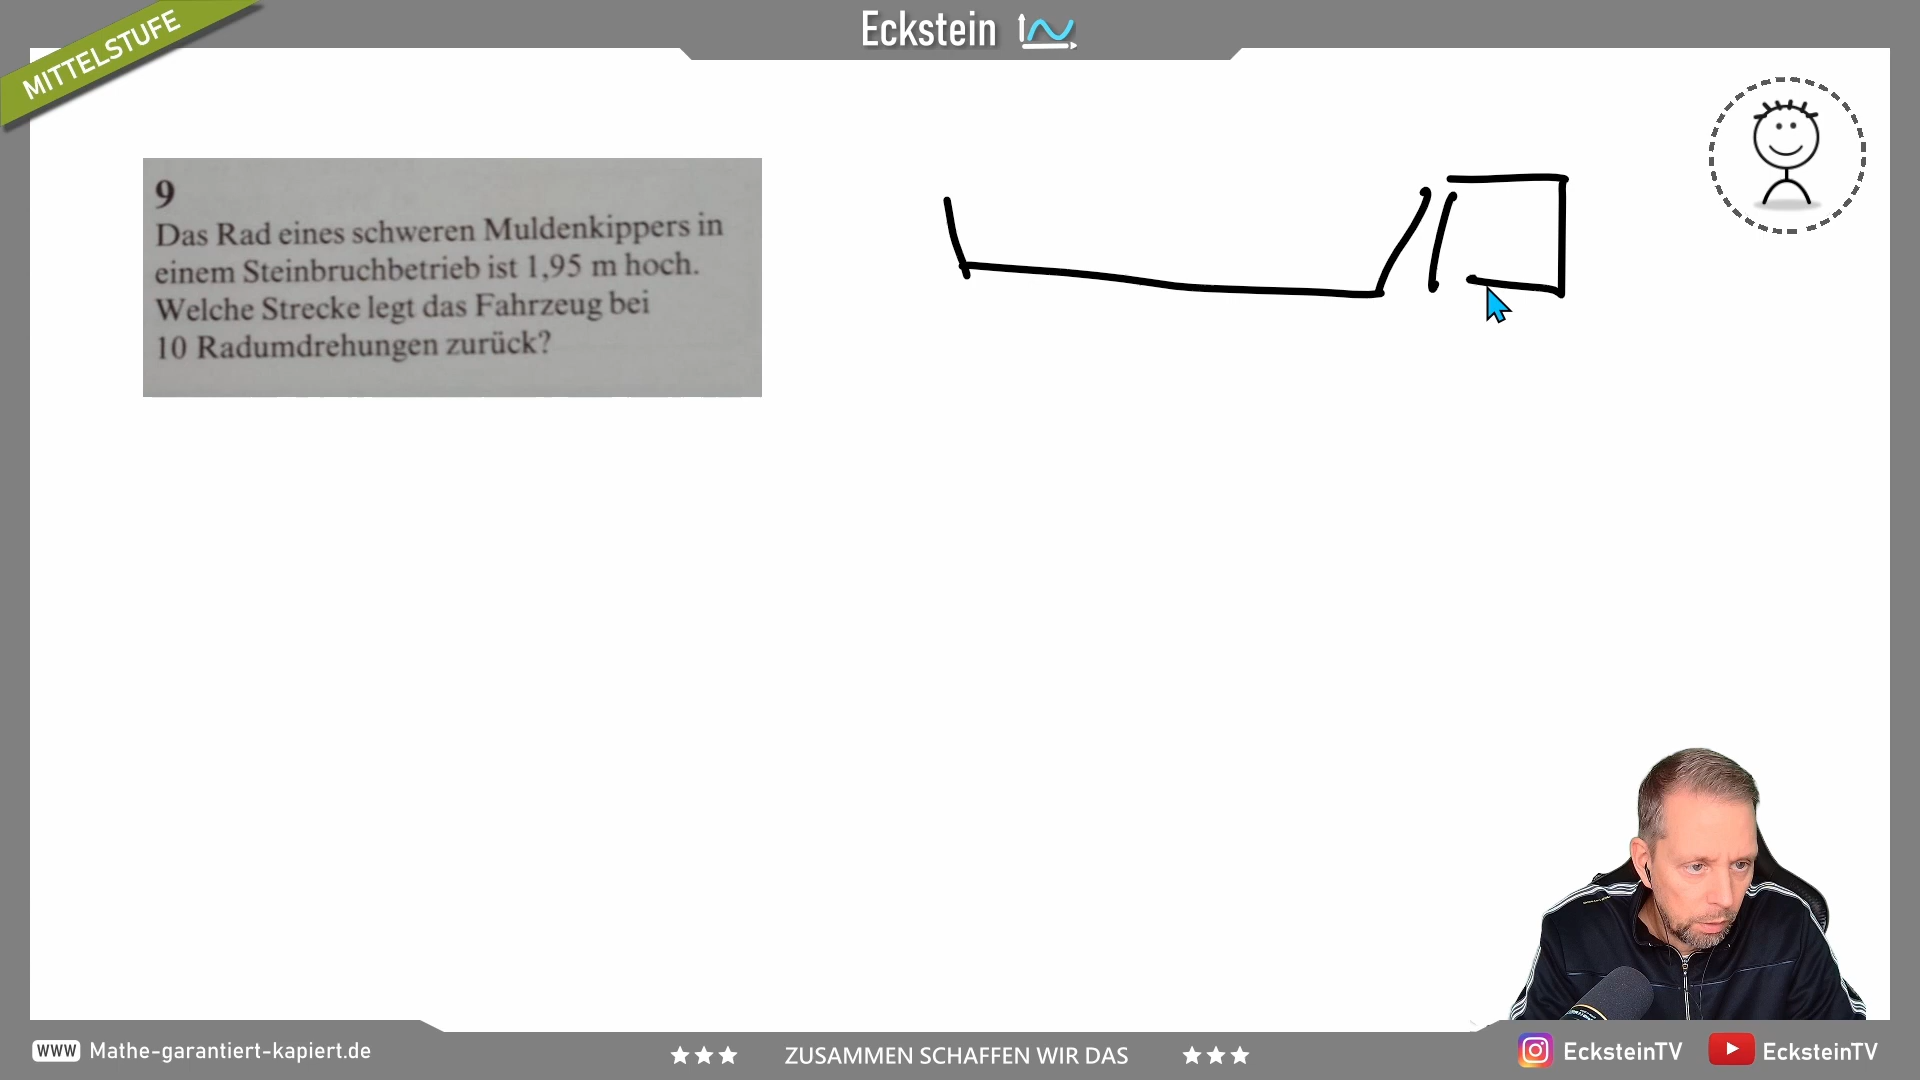 MITTELSTUFE
Eckstein
9
Das Rad eines schweren Muldenkippers in
einem Steinbruchbetrieb ist 1,95 m hoch.
Welche Strecke legt das Fahrzeug bei
10 Radumdrehungen zurück?
WWW Mathe-garantiert-kapiert.de
ZUSAMMEN SCHAFFEN WIR DAS
EcksteinTV
EcksteinTV